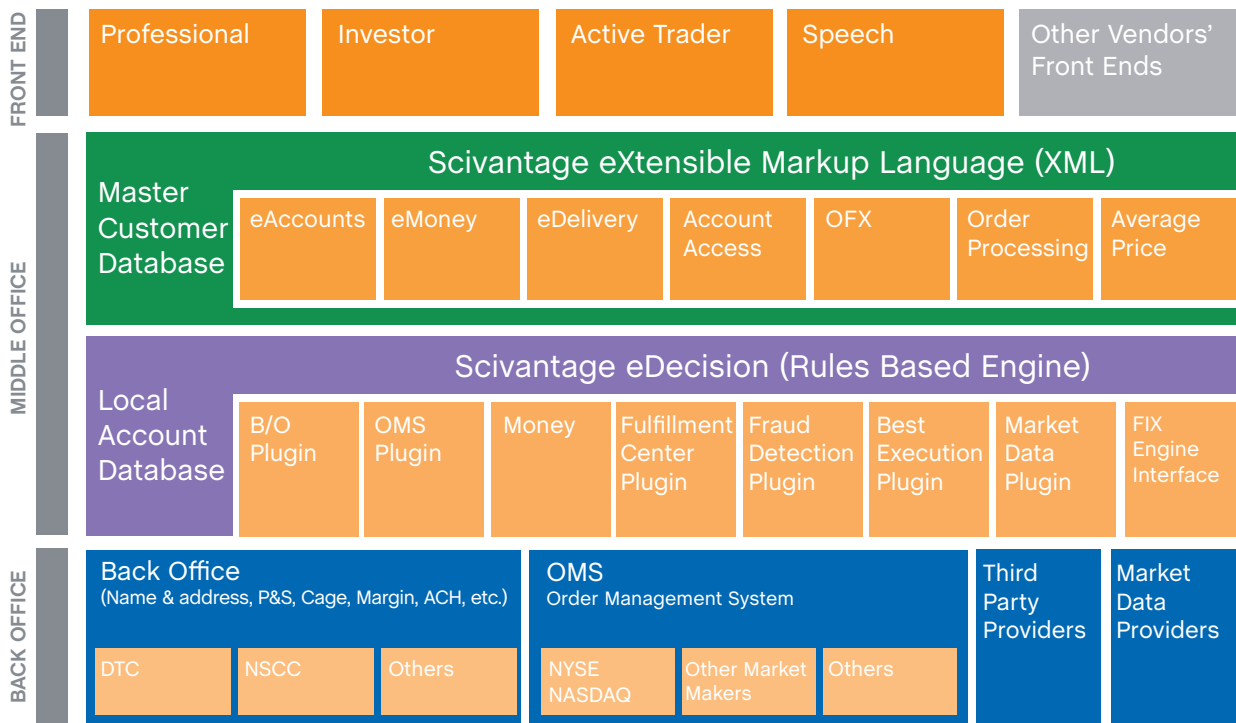 FRONT END
Professional
Investor
Active Trader
Speech
Other Vendors'
Front Ends
MIDDLE OFFICE
Scivantage eXtensible Markup Language (XML)
Master
Customer
Database
eAccounts
eMoney
eDelivery
Account
Access
OFX
Order
Processing
Average
Price
Scivantage eDecision (Rules Based Engine)
Local
Account
Database
B/O
Plugin
OMS
Plugin
Money
Fulfillment
Center
Plugin
Fraud
Detection
Plugin
Best
Execution
Plugin
Market
Data
Plugin
FIX
Engine
Interface
BACK OFFICE
Back Office
(Name & address, P&S, Cage, Margin, ACH, etc.)
DTC
NSCC
Others
OMS
Order Management System
NYSE
NASDAQ
Other Market
Makers
Others
Third
Party
Providers
Market
Data
Providers